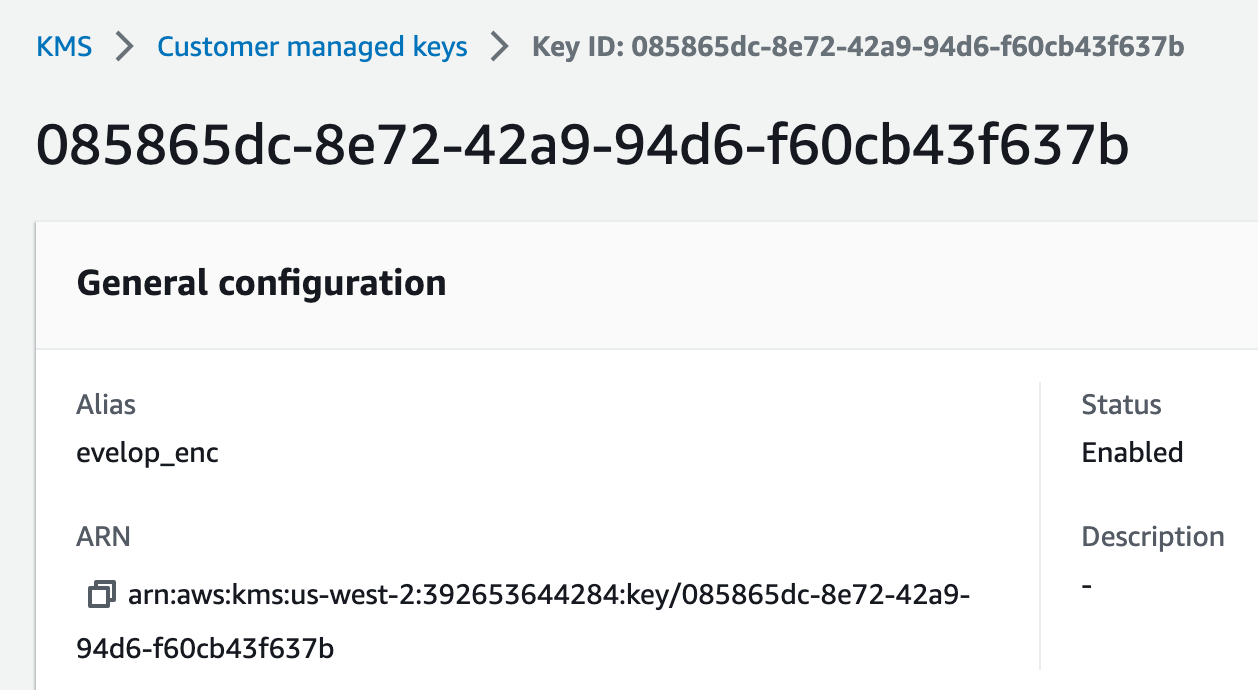 KMS > Customer managed keys > Key ID: 085865dc-8e72-42a9-94d6-f60cb43f637b
085865dc-8e72-42a9-94d6-f60cb43f637b
General configuration
Alias
evelop_enc
Status
Enabled
ARN
arn:aws:kms:us-west-2:392653644284:key/085865dc-8e72-42a9-
94d6-f60cb43f637b
Description
-